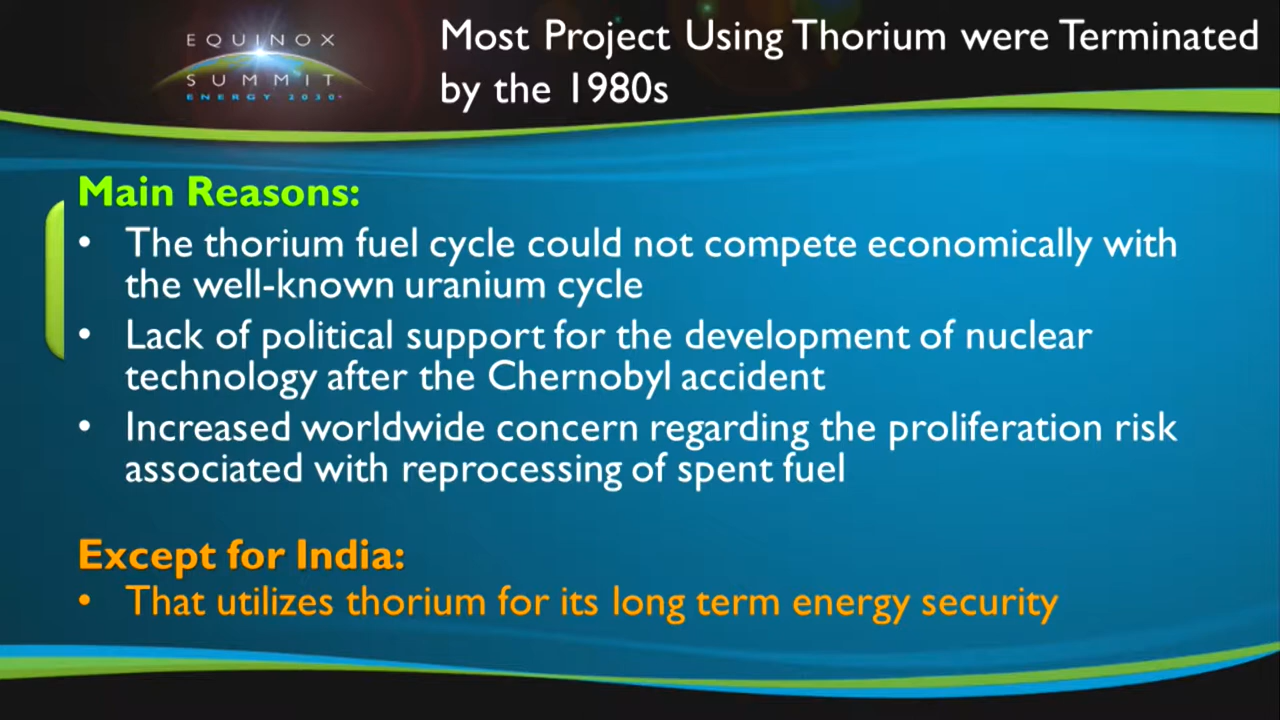 EQUINOX
SUMMIT
ENERGY 2030
Most Project Using Thorium were Terminated
by the 1980s
Main Reasons:
• The thorium fuel cycle could not compete economically with
the well-known uranium cycle
• Lack of political support for the development of nuclear
technology after the Chernobyl accident
• Increased worldwide concern regarding the proliferation risk
associated with reprocessing of spent fuel
Except for India:
• That utilizes thorium for its long term energy security